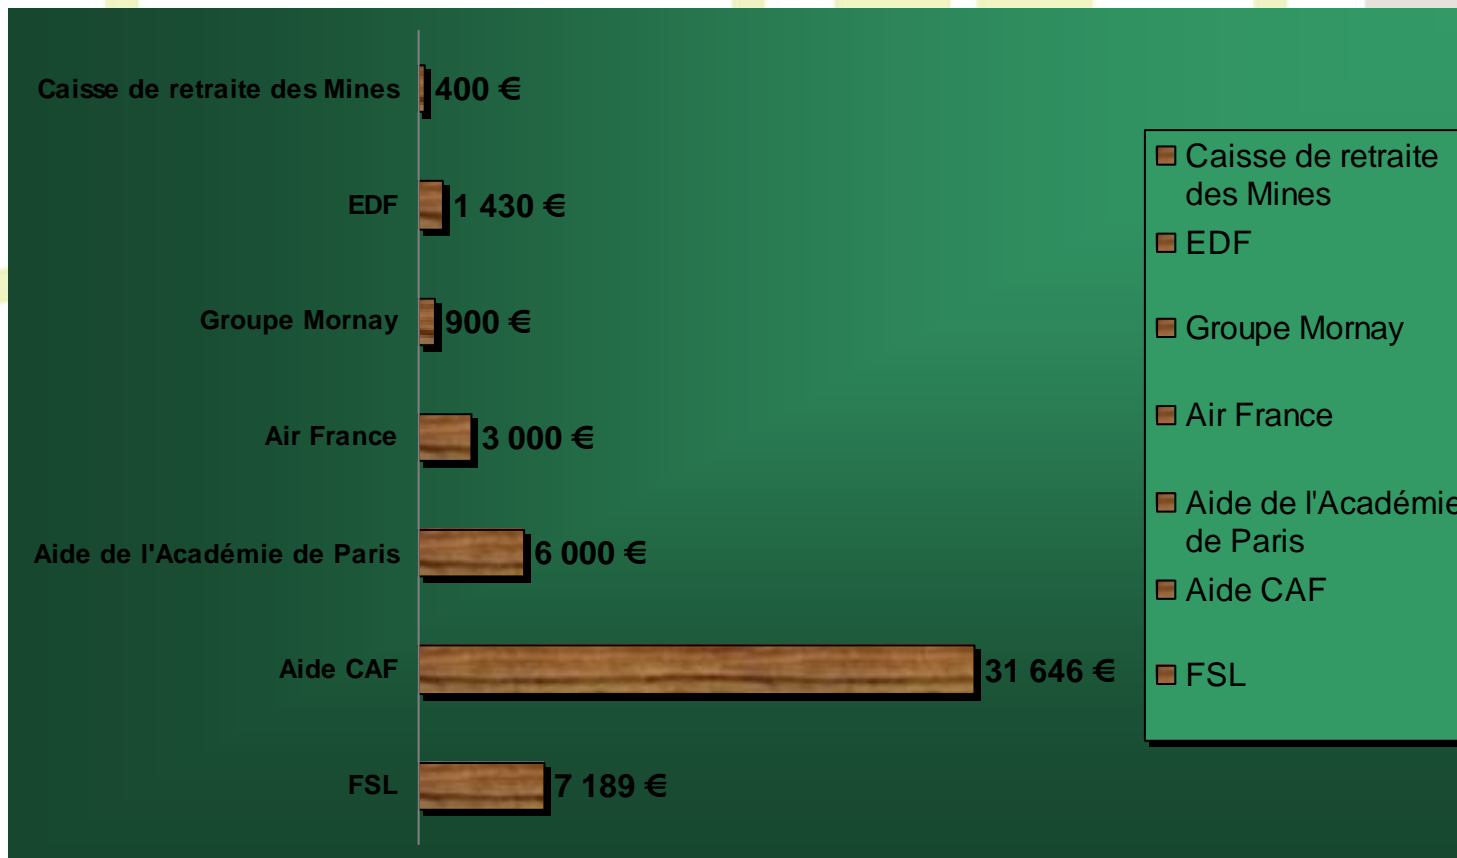 Caisse de retraite des Mines 400 €
EDF 1 430 €
Groupe Mornay 900 €
Air France 3 000 €
Aide de l'Académie de Paris 6 000 €
Aide CAF 31 646 €
FSL 7 189 €
Caisse de retraite
des Mines
EDF
Groupe Mornay
Air France
Aide de l'Académie
de Paris
Aide CAF
FSL